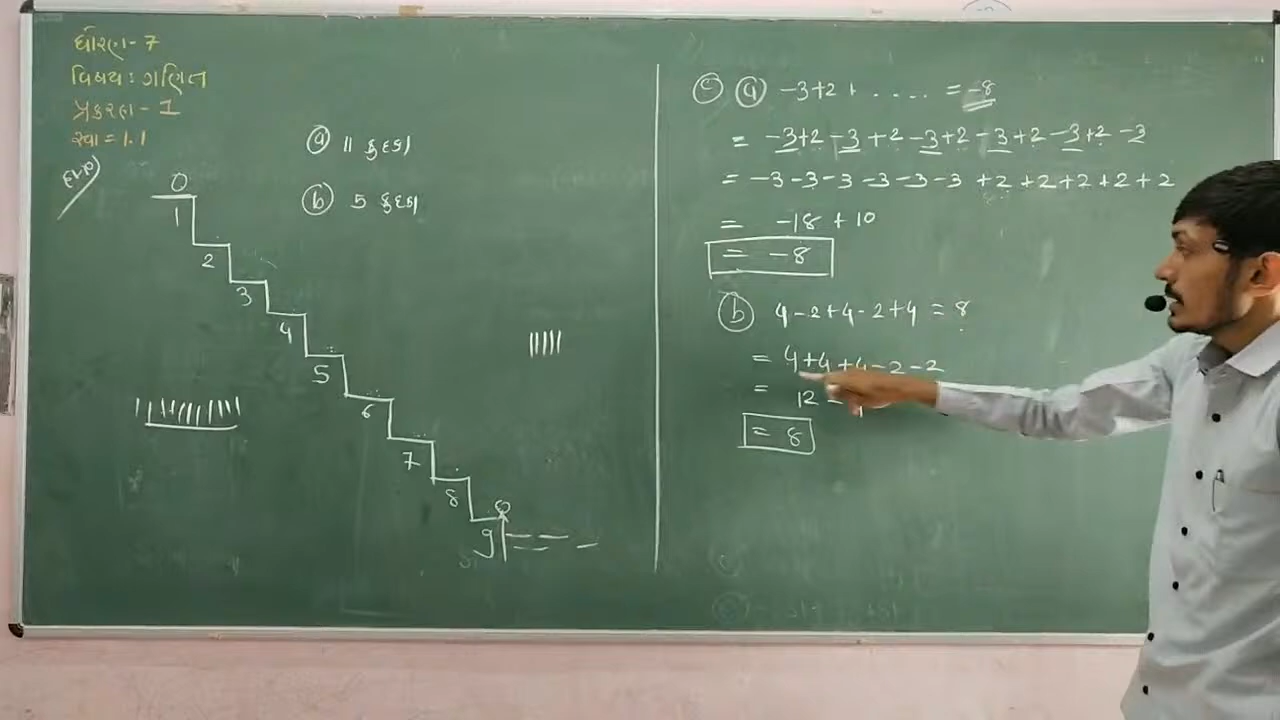 ધોરણ - 7
વિષય : ગણિત
પ્રકરણ - 1
સ્વા = 1.1
0
1
2
3
4
5
6
7
8
9
ⓐ 11 કુદકા
ⓑ 5 કુદકા
ⓒ ⓐ -3+2+ . . . . . = -8
= -3+2-3+2-3+2-3+2-3+2-3
= -3-3-3-3-3-3+2+2+2+2+2
= -18+10
= -8
ⓑ 4-2+4-2+4 = 8
= 4+4+4-2-2
= 12 - 4
= 8